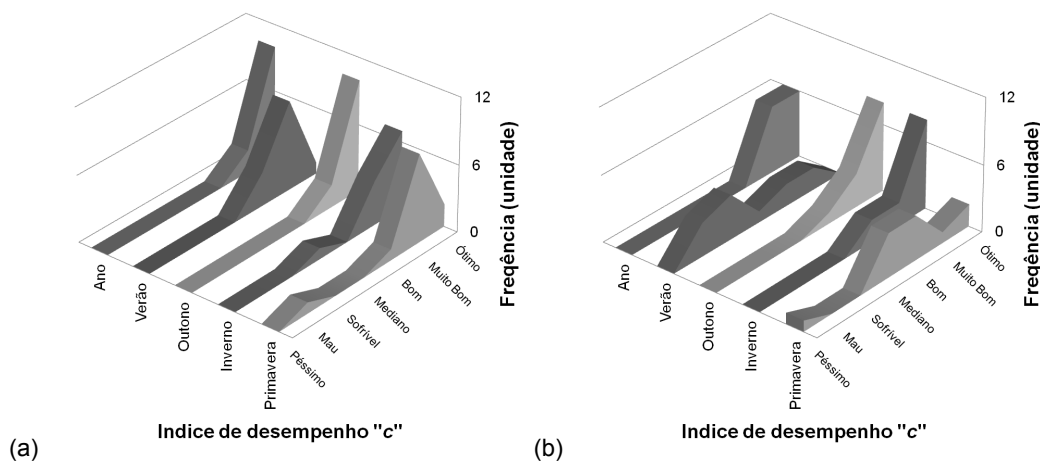 12
6
0
Freqência (unidade)
Ano
Verão
Outono
Inverno
Primavera
Péssimo
Mau
Sofrível
Mediano
Bom
Muito Bom
Ótimo
Indice de desempenho "c"
(a)
12
6
0
Freqência (unidade)
Ano
Verão
Outono
Inverno
Primavera
Péssimo
Mau
Sofrível
Mediano
Bom
Muito Bom
Ótimo
Indice de desempenho "c"
(b)